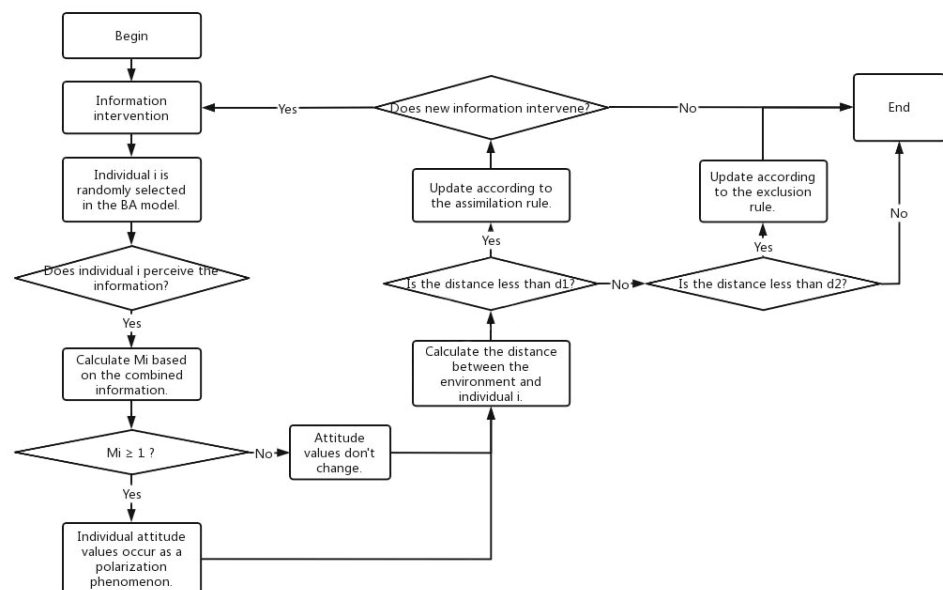 Begin
Information
intervention
Individual i is
randomly selected
in the BA model.
Does individual i perceive the
information?
Yes
Calculate Mi based
on the combined
information.
Mi ≥ 1 ?
No
Attitude
values don't
change.
Yes
Individual attitude
values occur as a
polarization
phenomenon.
Calculate the distance
between the
environment and
individual i.
Is the distance less than d1?
Yes
No
Update according to
the assimilation rule.
Does new information intervene?
Yes
No
Is the distance less than d2?
Yes
No
Update according
to the exclusion
rule.
End